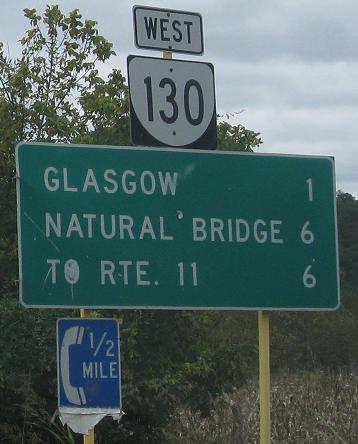 WEST
130
GLASGOW 1
NATURAL BRIDGE 6
TO RTE. 11 6
1/2
MILE